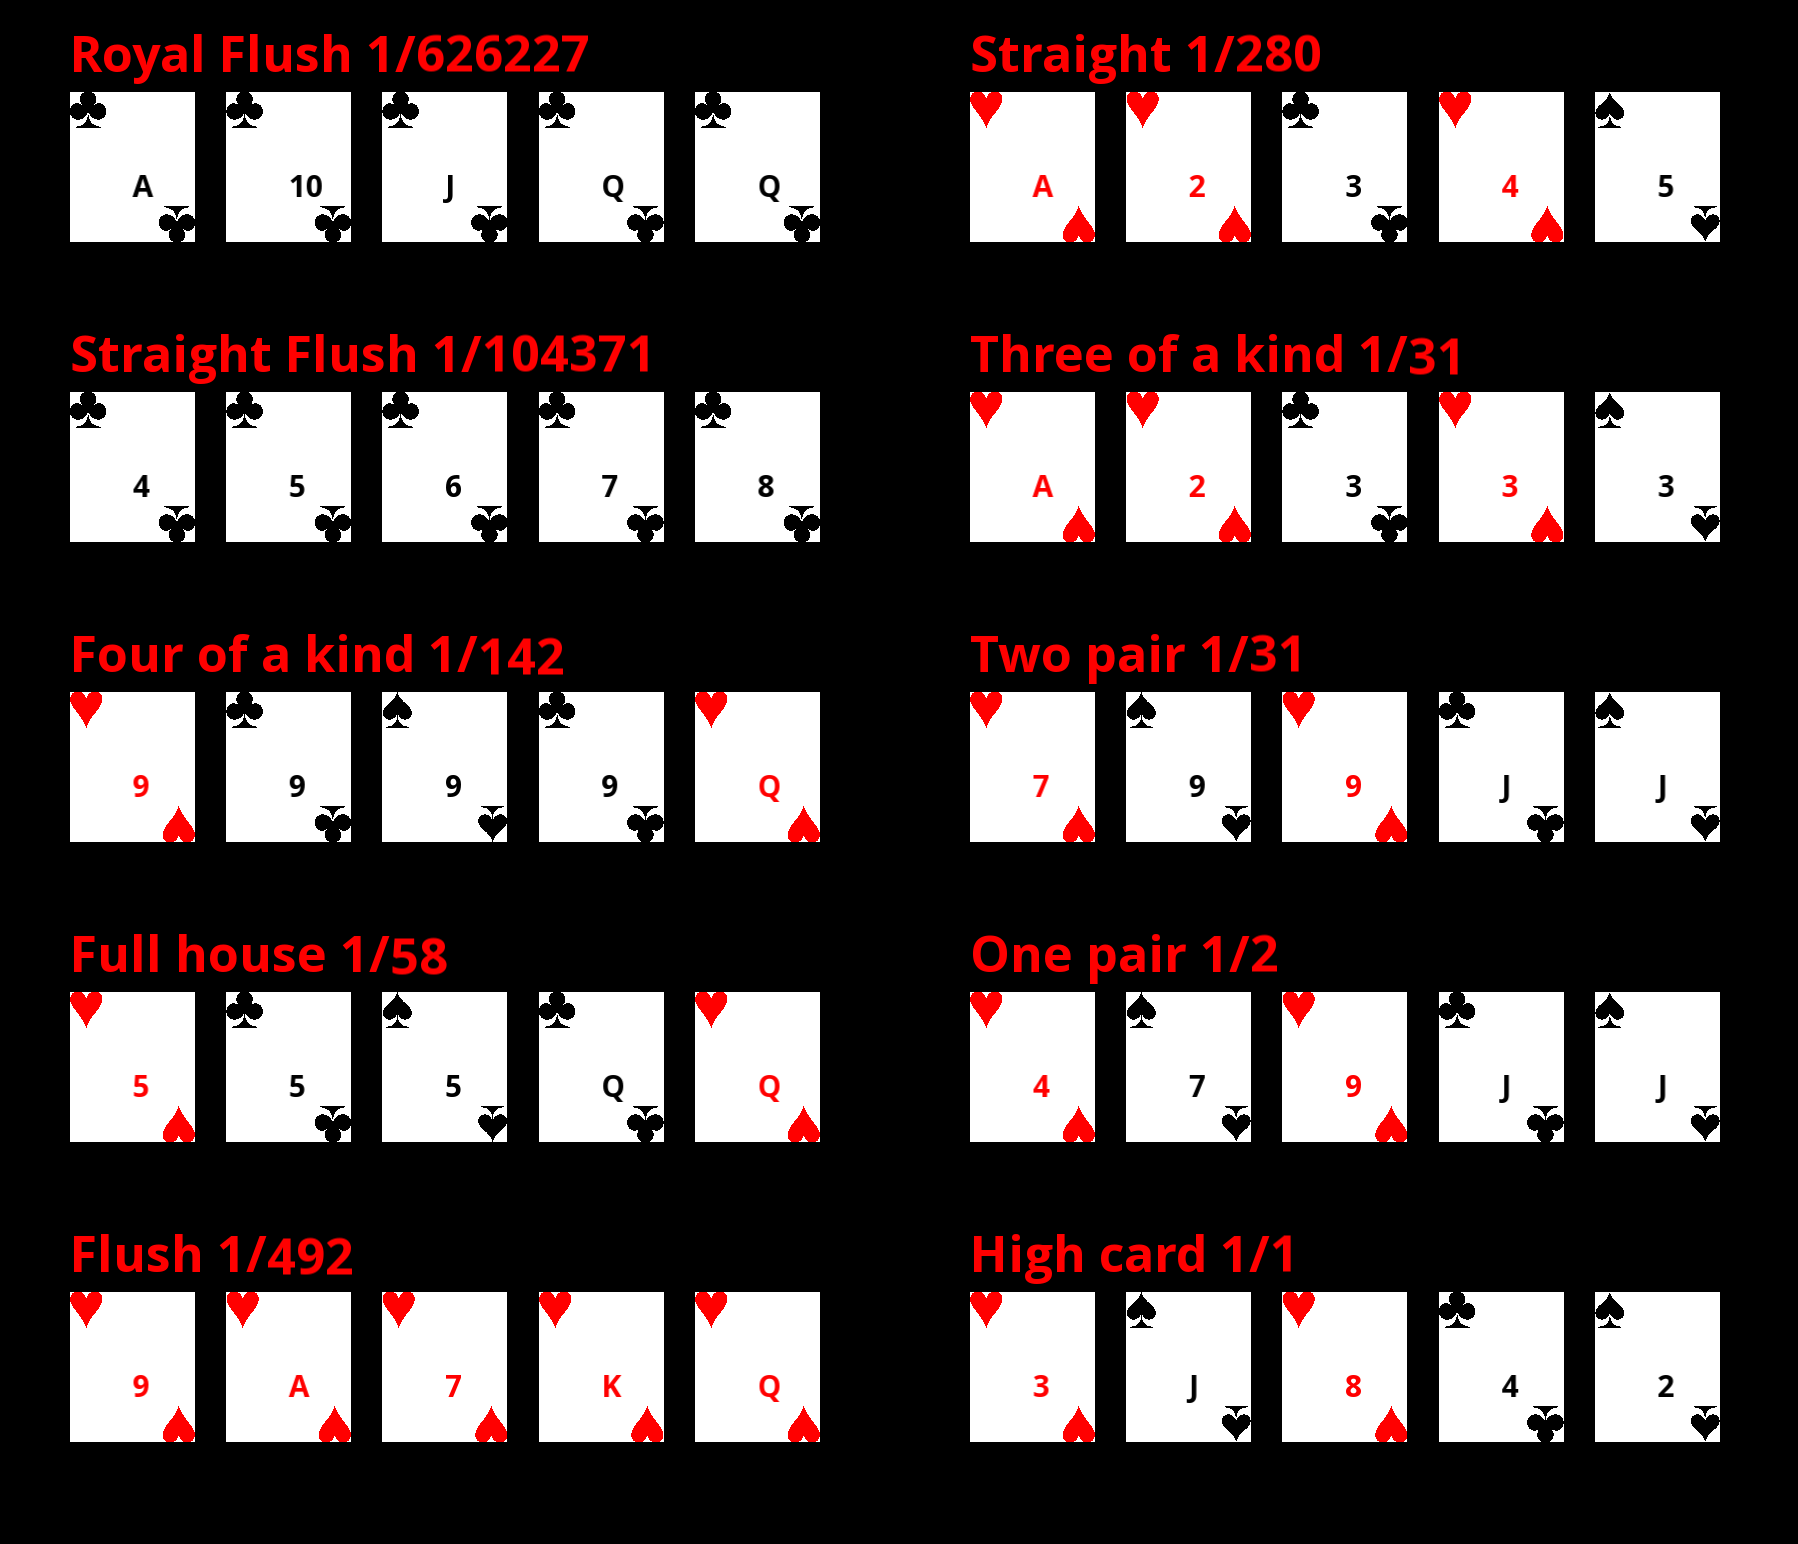 Royal Flush 1/626227
A 10 J Q Q
Straight Flush 1/104371
4 5 6 7 8
Four of a kind 1/142
9 9 9 9 Q
Full house 1/58
5 5 5 Q Q
Flush 1/492
9 A 7 K Q
Straight 1/280
A 2 3 4 5
Three of a kind 1/31
A 2 3 3 3
Two pair 1/31
7 9 9 J J
One pair 1/2
4 7 9 J J
High card 1/1
3 J 8 4 2